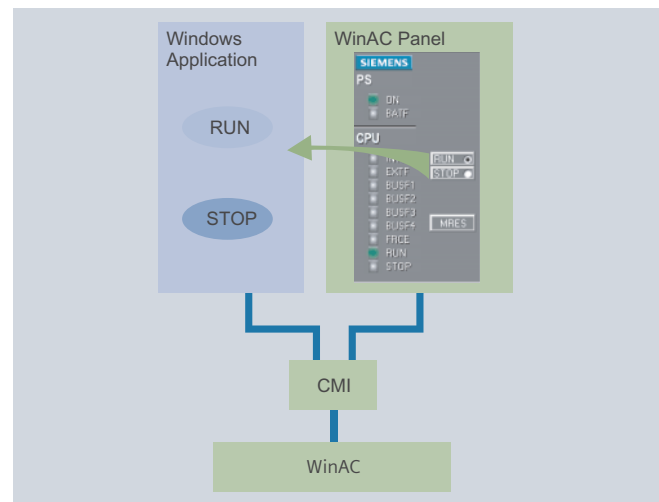 Windows
Application
RUN
STOP
WinAC Panel
SIEMENS
PS
ON
BATF
CPU
EXTF
BUSF1
BUSF2
BUSF3
BUSF4
FRCE
RUN
STOP
RUN
STOP
MRES
CMI
WinAC